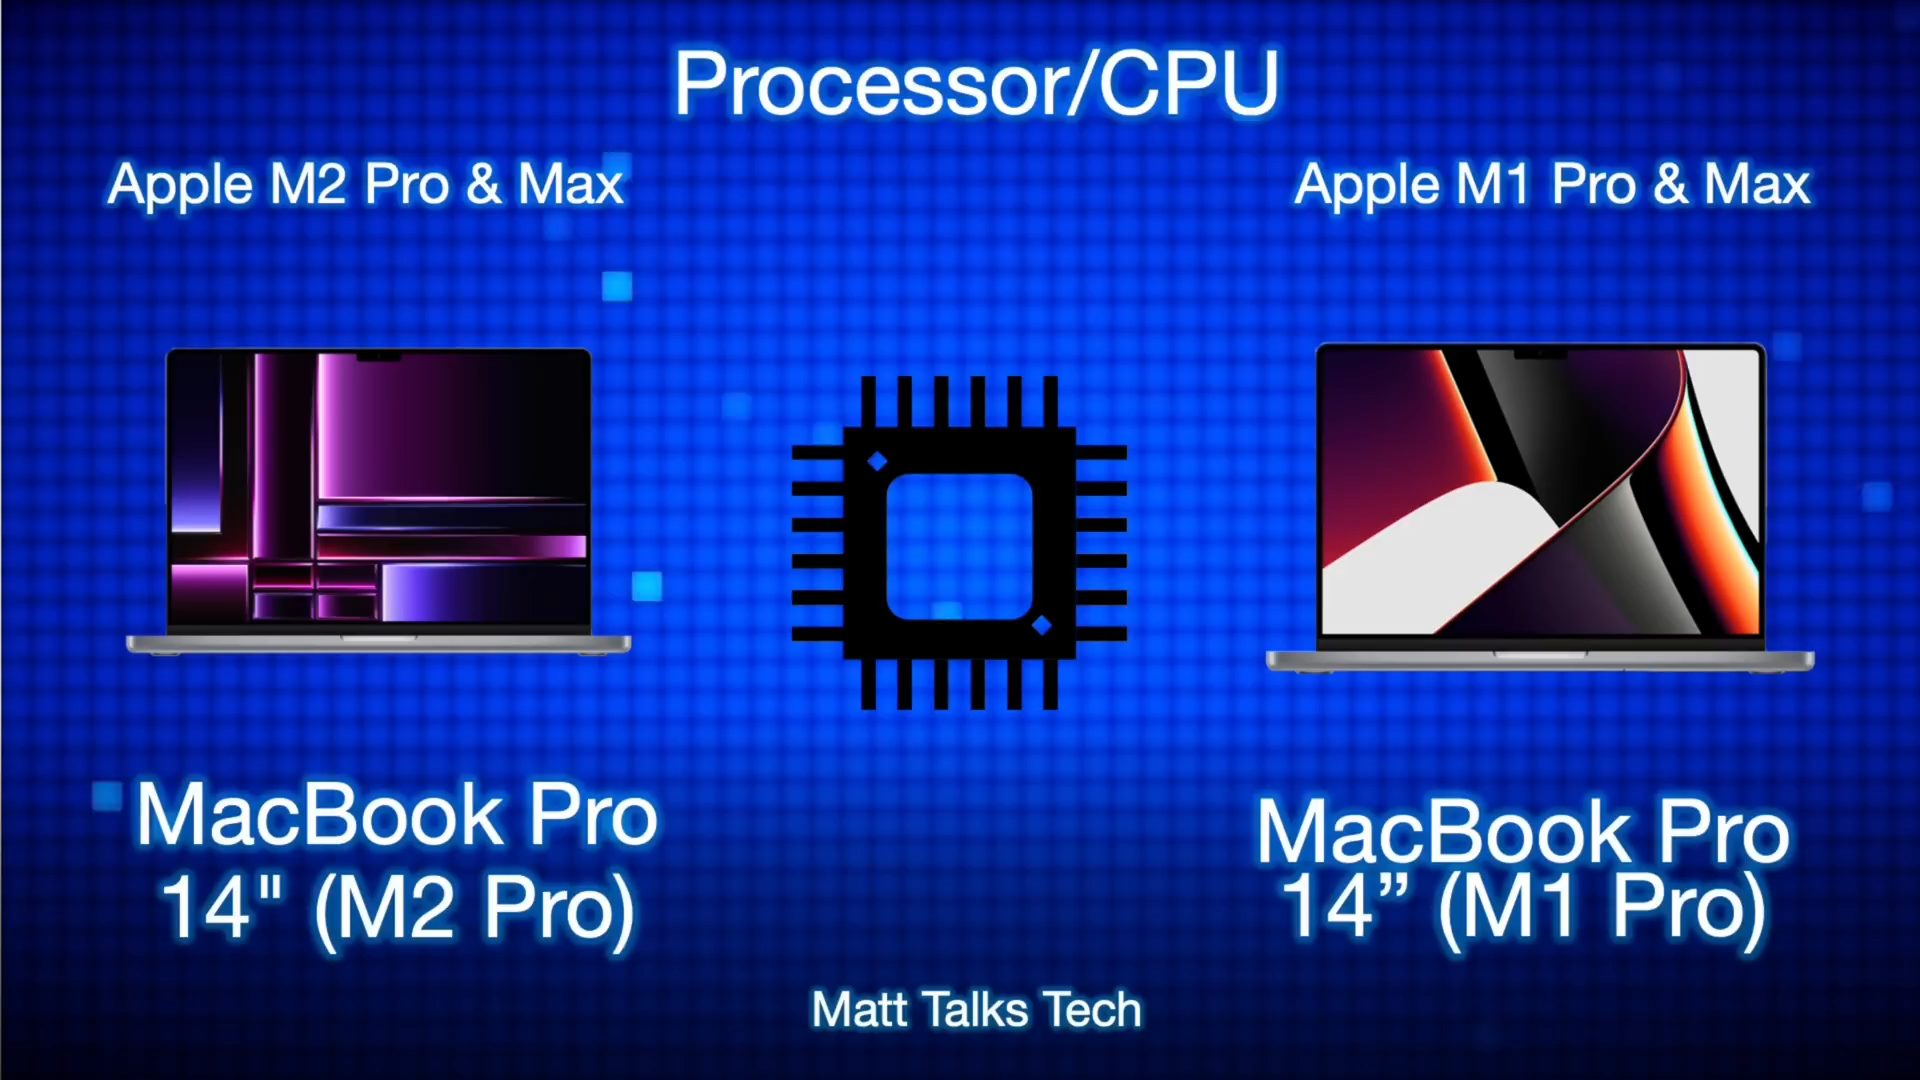 Processor/CPU
Apple M2 Pro & Max
Apple M1 Pro & Max
MacBook Pro
14" (M2 Pro)
MacBook Pro
14” (M1 Pro)
Matt Talks Tech